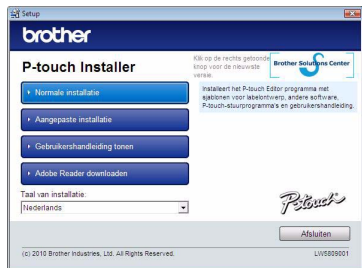 Setup
brother
P-touch Installer
Klik op de rechts getoonde
knop voor de nieuwste
versie.
Brother Solutions Center
Normale installatie
Aangepaste installatie
Gebruikershandleiding tonen
Adobe Reader downloaden
Installeert het P-touch Editor programma met
sjablonen voor labelontwerp, andere software,
P-touch-stuurprogramma's en gebruikershandleiding.
Taal van installatie:
Nederlands
P-touch
Afsluiten
(c) 2010 Brother Industries, Ltd. All Rights Reserved.
LW5809001